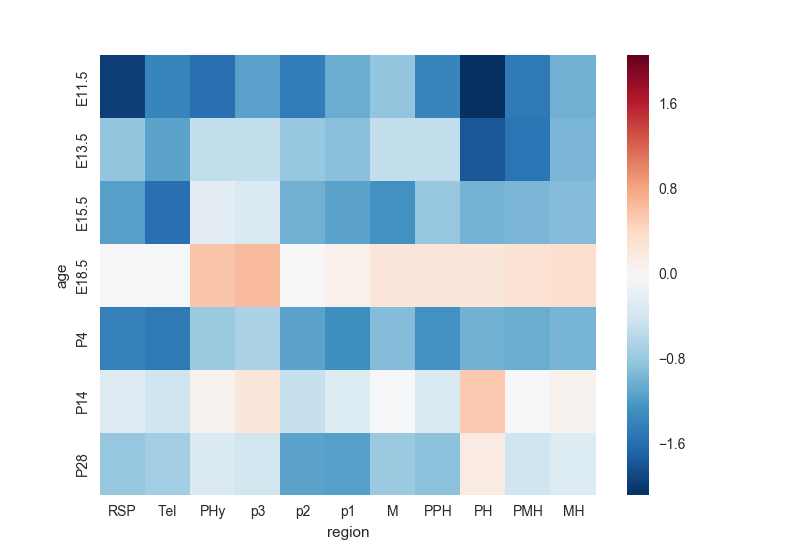 E11.5
E13.5
E15.5
E18.5
P4
P14
P28
age
RSP Tel PHy p3 p2 p1 M PPH PH PMH MH
region
1.6
0.8
0.0
−0.8
−1.6